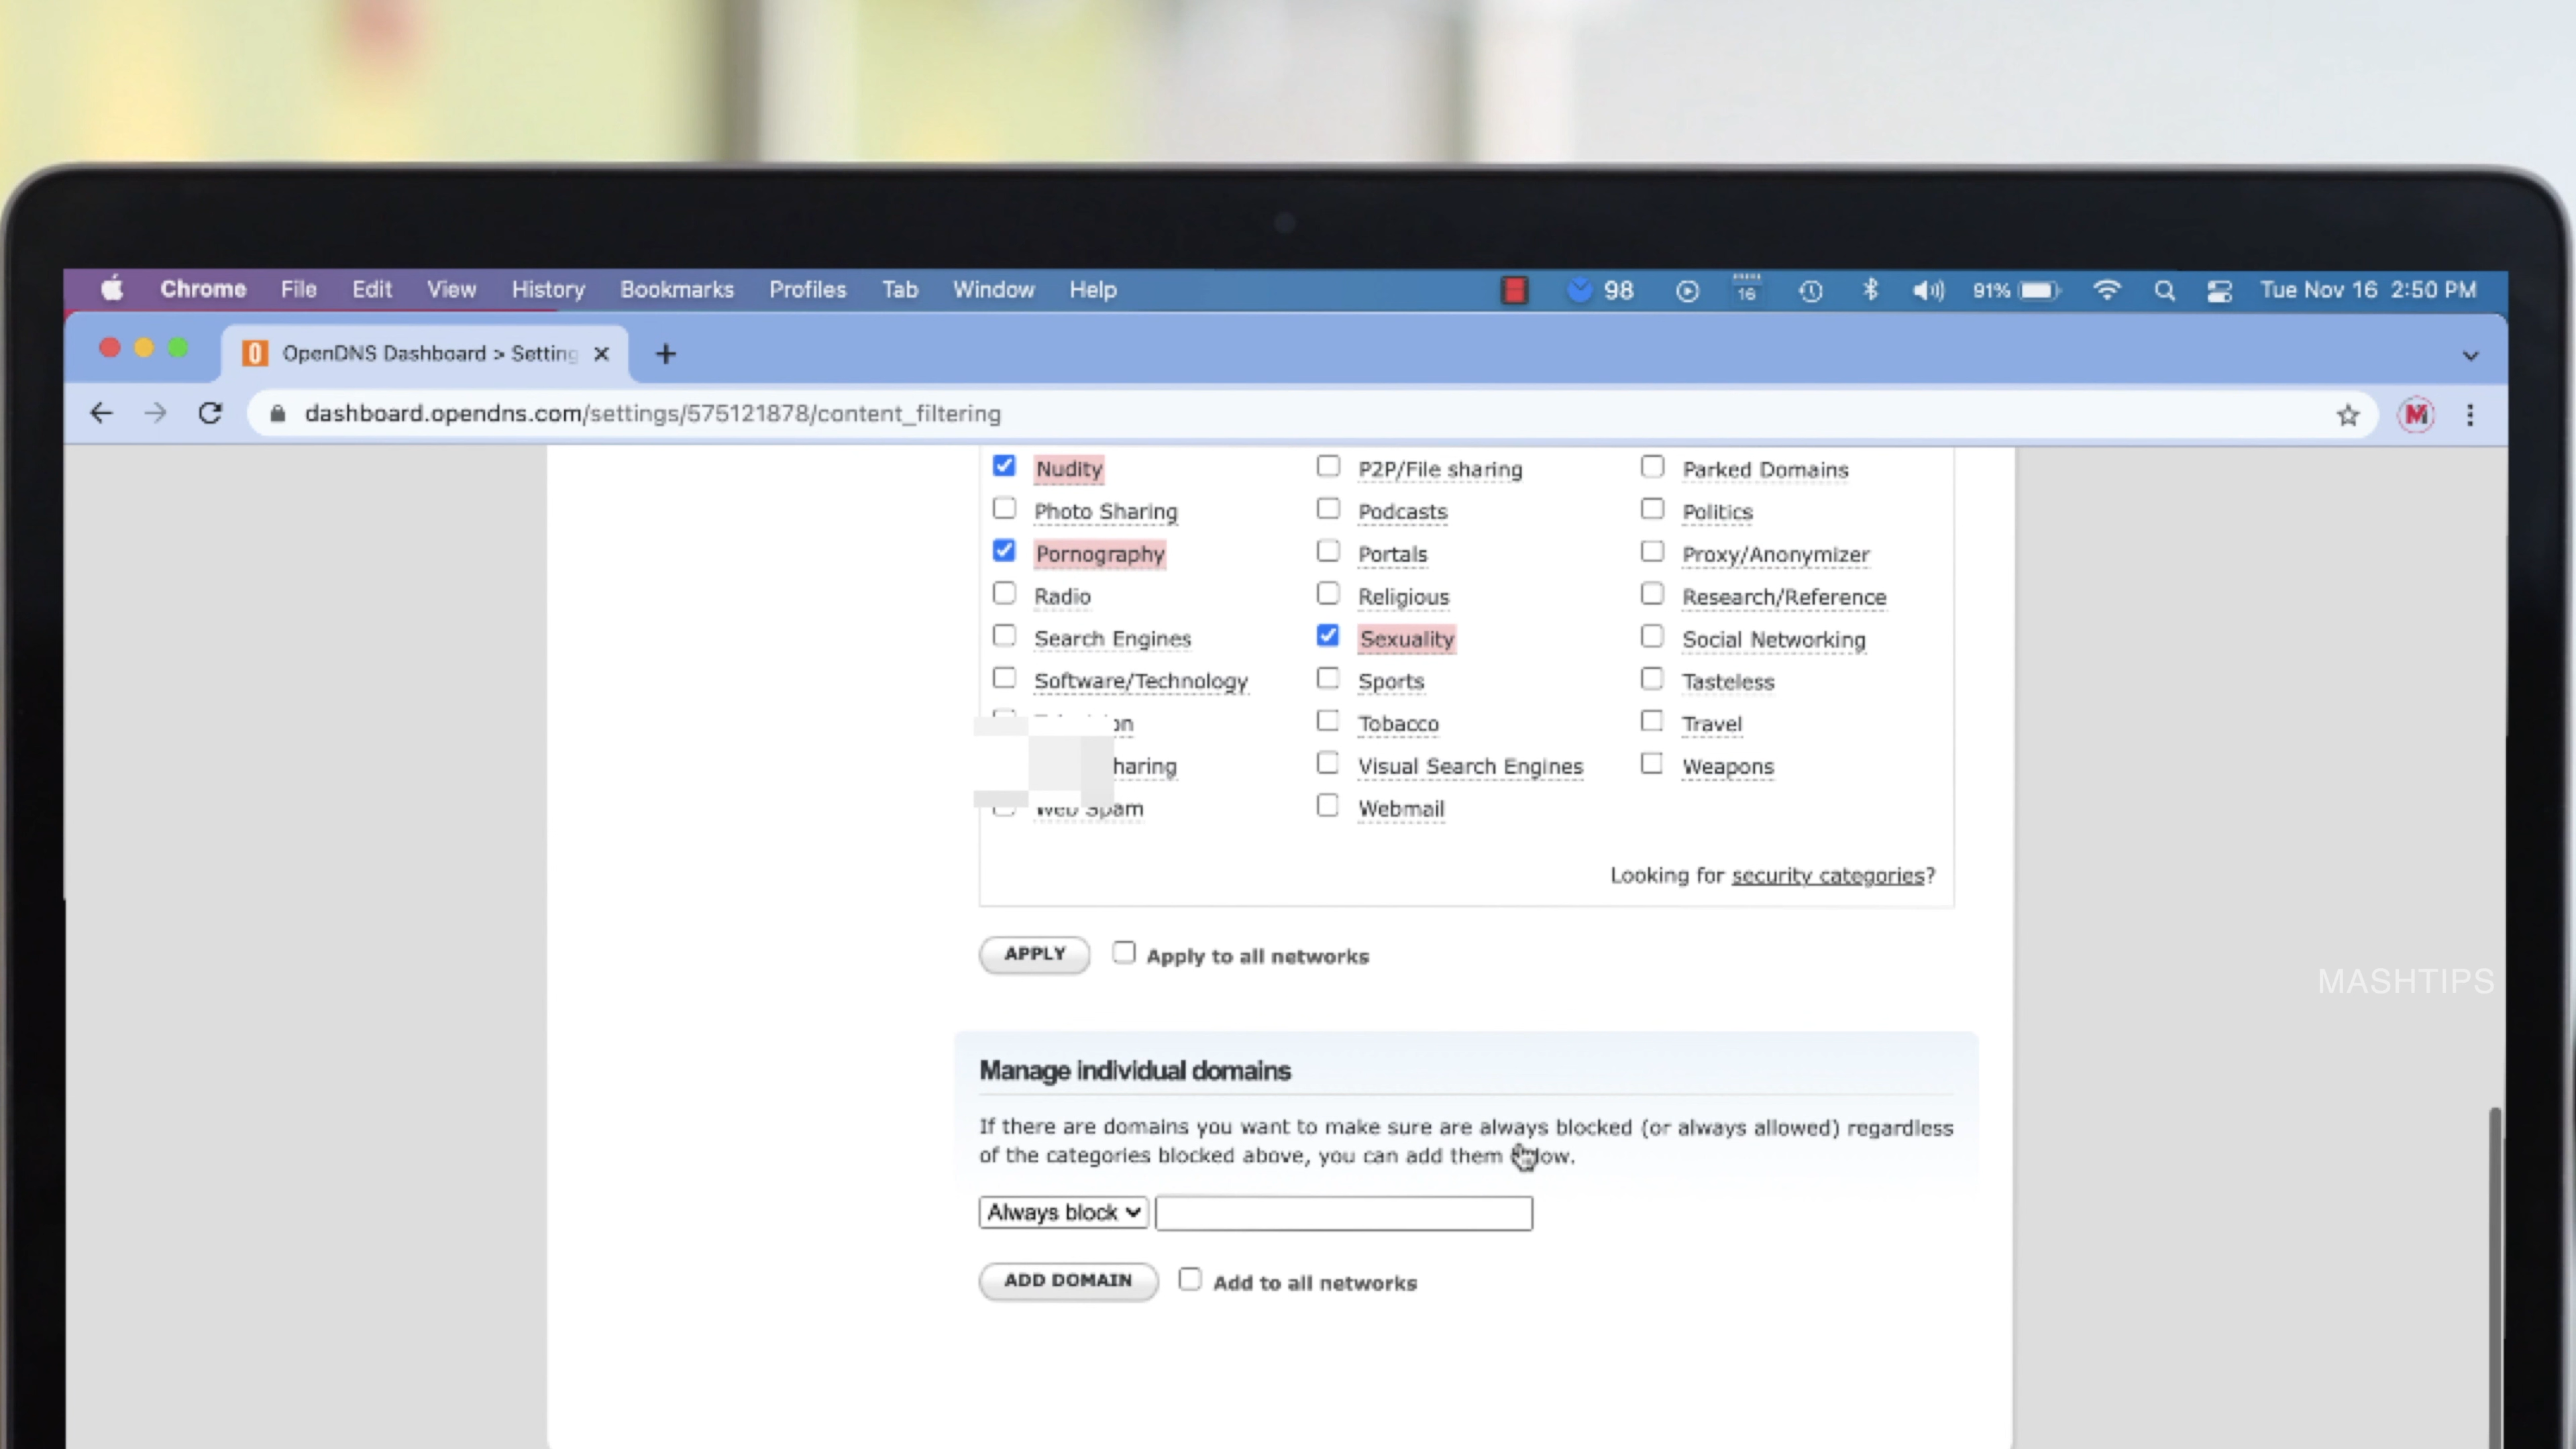 Chrome File Edit View History Bookmarks Profiles Tab Window Help 98 16 91% Tue Nov 16 2:50 PM
OpenDNS Dashboard > Setting
dashboard.opendns.com/settings/575121878/content_filtering
M
Nudity P2P/File sharing Parked Domains
Photo Sharing Podcasts Politics
Pornography Portals Proxy/Anonymizer
Radio Religious Research/Reference
Search Engines Sexuality Social Networking
Software/Technology Sports Tasteless
Tobacco Travel
haring Visual Search Engines Weapons
Web Spam Webmail
Looking for security categories?
APPLY Apply to all networks
MASHTIPS
Manage individual domains
If there are domains you want to make sure are always blocked (or always allowed) regardless
of the categories blocked above, you can add them
Always block
ADD DOMAIN Add to all networks